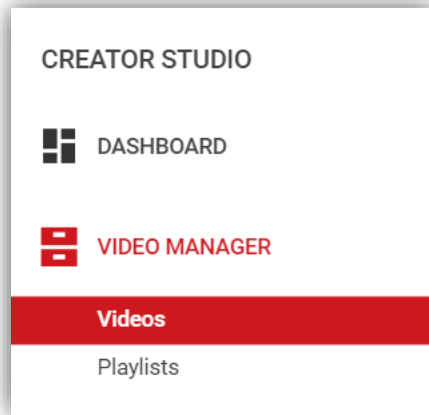 CREATOR STUDIO
DASHBOARD
VIDEO MANAGER
Videos
Playlists